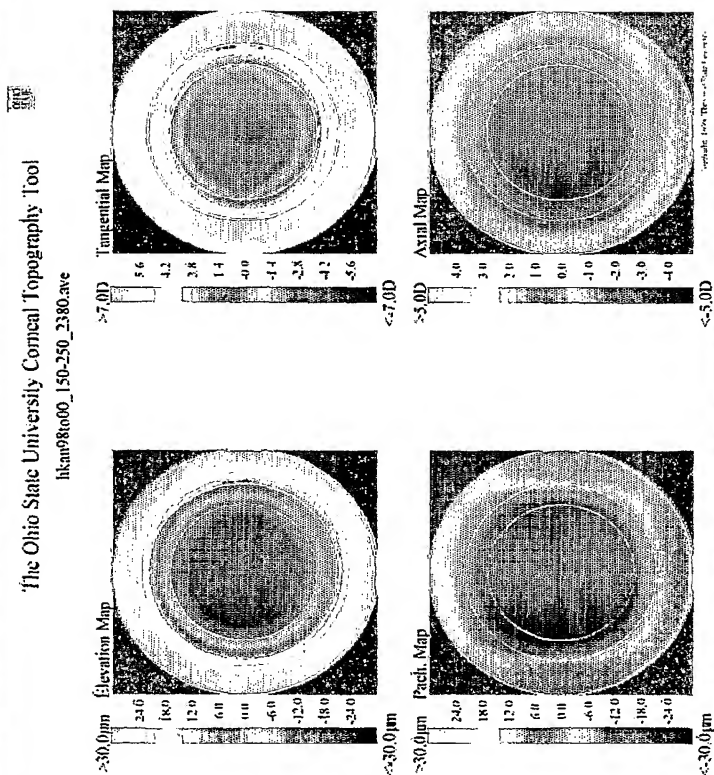 The Ohio State University Corneal Topography Tool
Elevation Map
>30.0µm
24.0
18.0
12.0
6.0
0.0
-6.0
-12.0
-18.0
-24.0
<-30.0µm
Tangential Map
>7.0D
5.6
4.2
2.8
1.4
-0.0
-1.4
-2.8
-4.2
-5.6
<-7.0D
Pach. Map
>30.0µm
24.0
18.0
12.0
6.0
0.0
-6.0
-12.0
-18.0
-24.0
<-30.0µm
Axial Map
>5.0D
4.0
3.0
2.0
1.0
0.0
-1.0
-2.0
-3.0
-4.0
<-5.0D